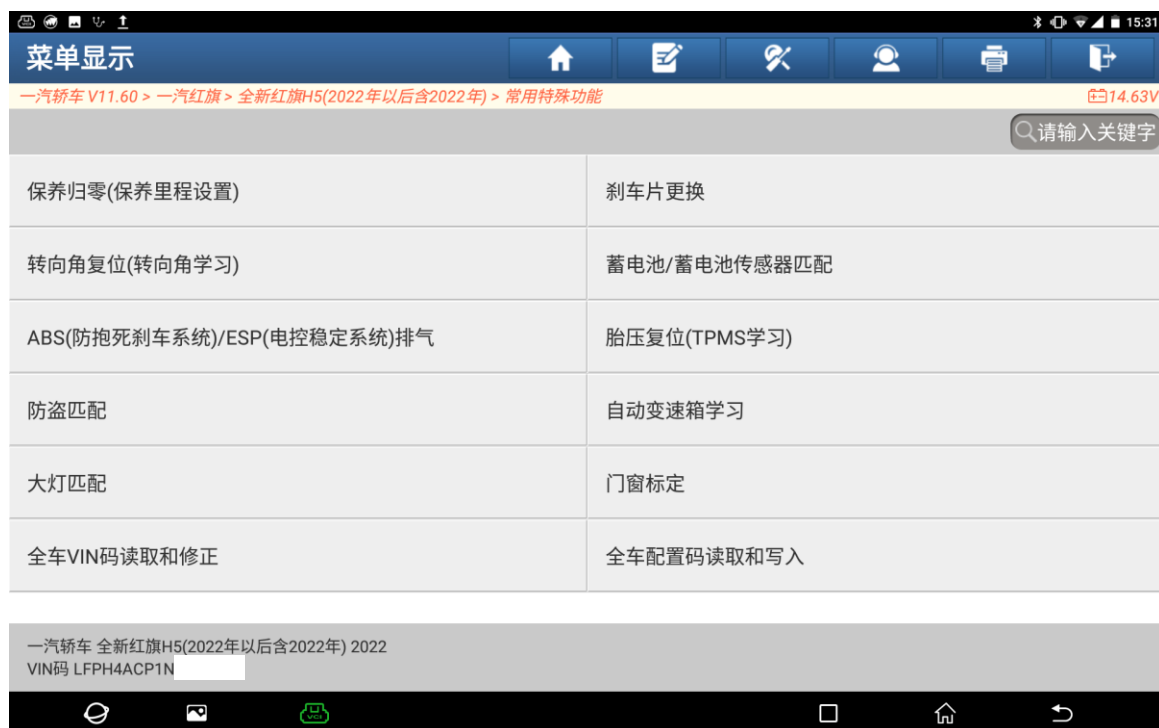 15:31
菜单显示
一汽轿车 V11.60 > 一汽红旗 > 全新红旗H5(2022年以后含2022年) > 常用特殊功能
14.63V
请输入关键字
保养归零(保养里程设置)
刹车片更换
转向角复位(转向角学习)
蓄电池/蓄电池传感器匹配
ABS(防抱死刹车系统)/ESP(电控稳定系统)排气
胎压复位(TPMS学习)
防盗匹配
自动变速箱学习
大灯匹配
门窗标定
全车VIN码读取和修正
全车配置码读取和写入
一汽轿车 全新红旗H5(2022年以后含2022年) 2022
VIN码 LFPH4ACP1N
VCI